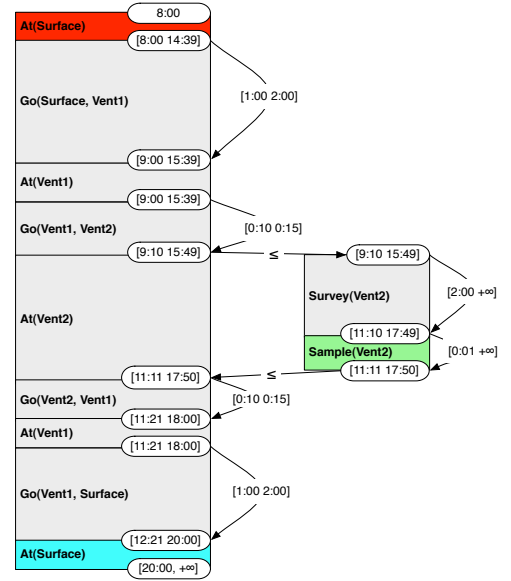 8:00
At(Surface)
[8:00 14:39]
[1:00 2:00]
Go(Surface, Vent1)
[9:00 15:39]
At(Vent1)
[9:00 15:39]
Go(Vent1, Vent2)
[0:10 0:15]
[9:10 15:49]
≤
[9:10 15:49]
Survey(Vent2)
[2:00 +∞]
At(Vent2)
[11:10 17:49]
Sample(Vent2)
[0:01 +∞]
[11:11 17:50]
≤
[11:11 17:50]
Go(Vent2, Vent1)
[0:10 0:15]
[11:21 18:00]
At(Vent1)
[11:21 18:00]
Go(Vent1, Surface)
[1:00 2:00]
[12:21 20:00]
At(Surface)
[20:00, +∞]